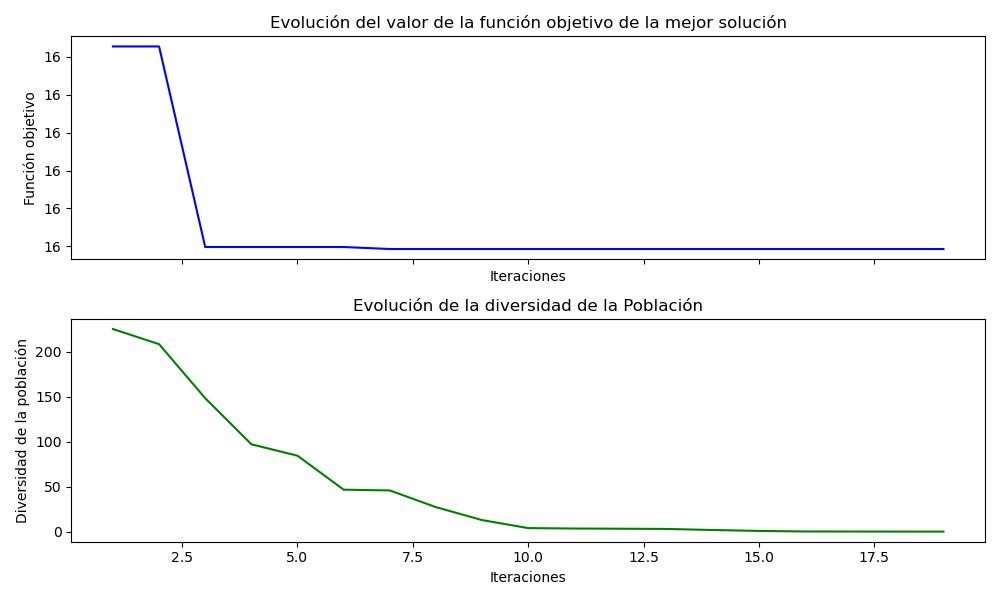 Evolución del valor de la función objetivo de la mejor solución
16
16
16
16
16
16
Función objetivo
Iteraciones
Evolución de la diversidad de la Población
200
150
100
50
0
Diversidad de la población
2.5 5.0 7.5 10.0 12.5 15.0 17.5
Iteraciones